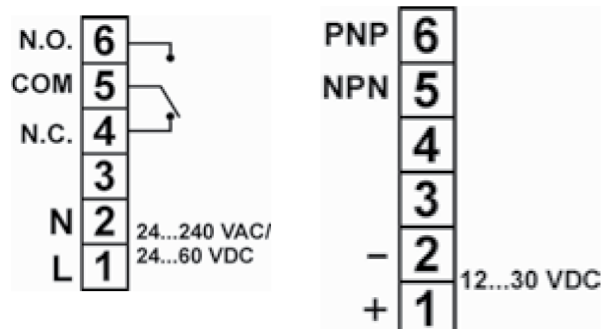 N.O. 6
COM 5
N.C. 4
3
N 2 24...240 VAC/
L 1 24...60 VDC
PNP 6
NPN 5
4
3
- 2
12...30 VDC
+ 1